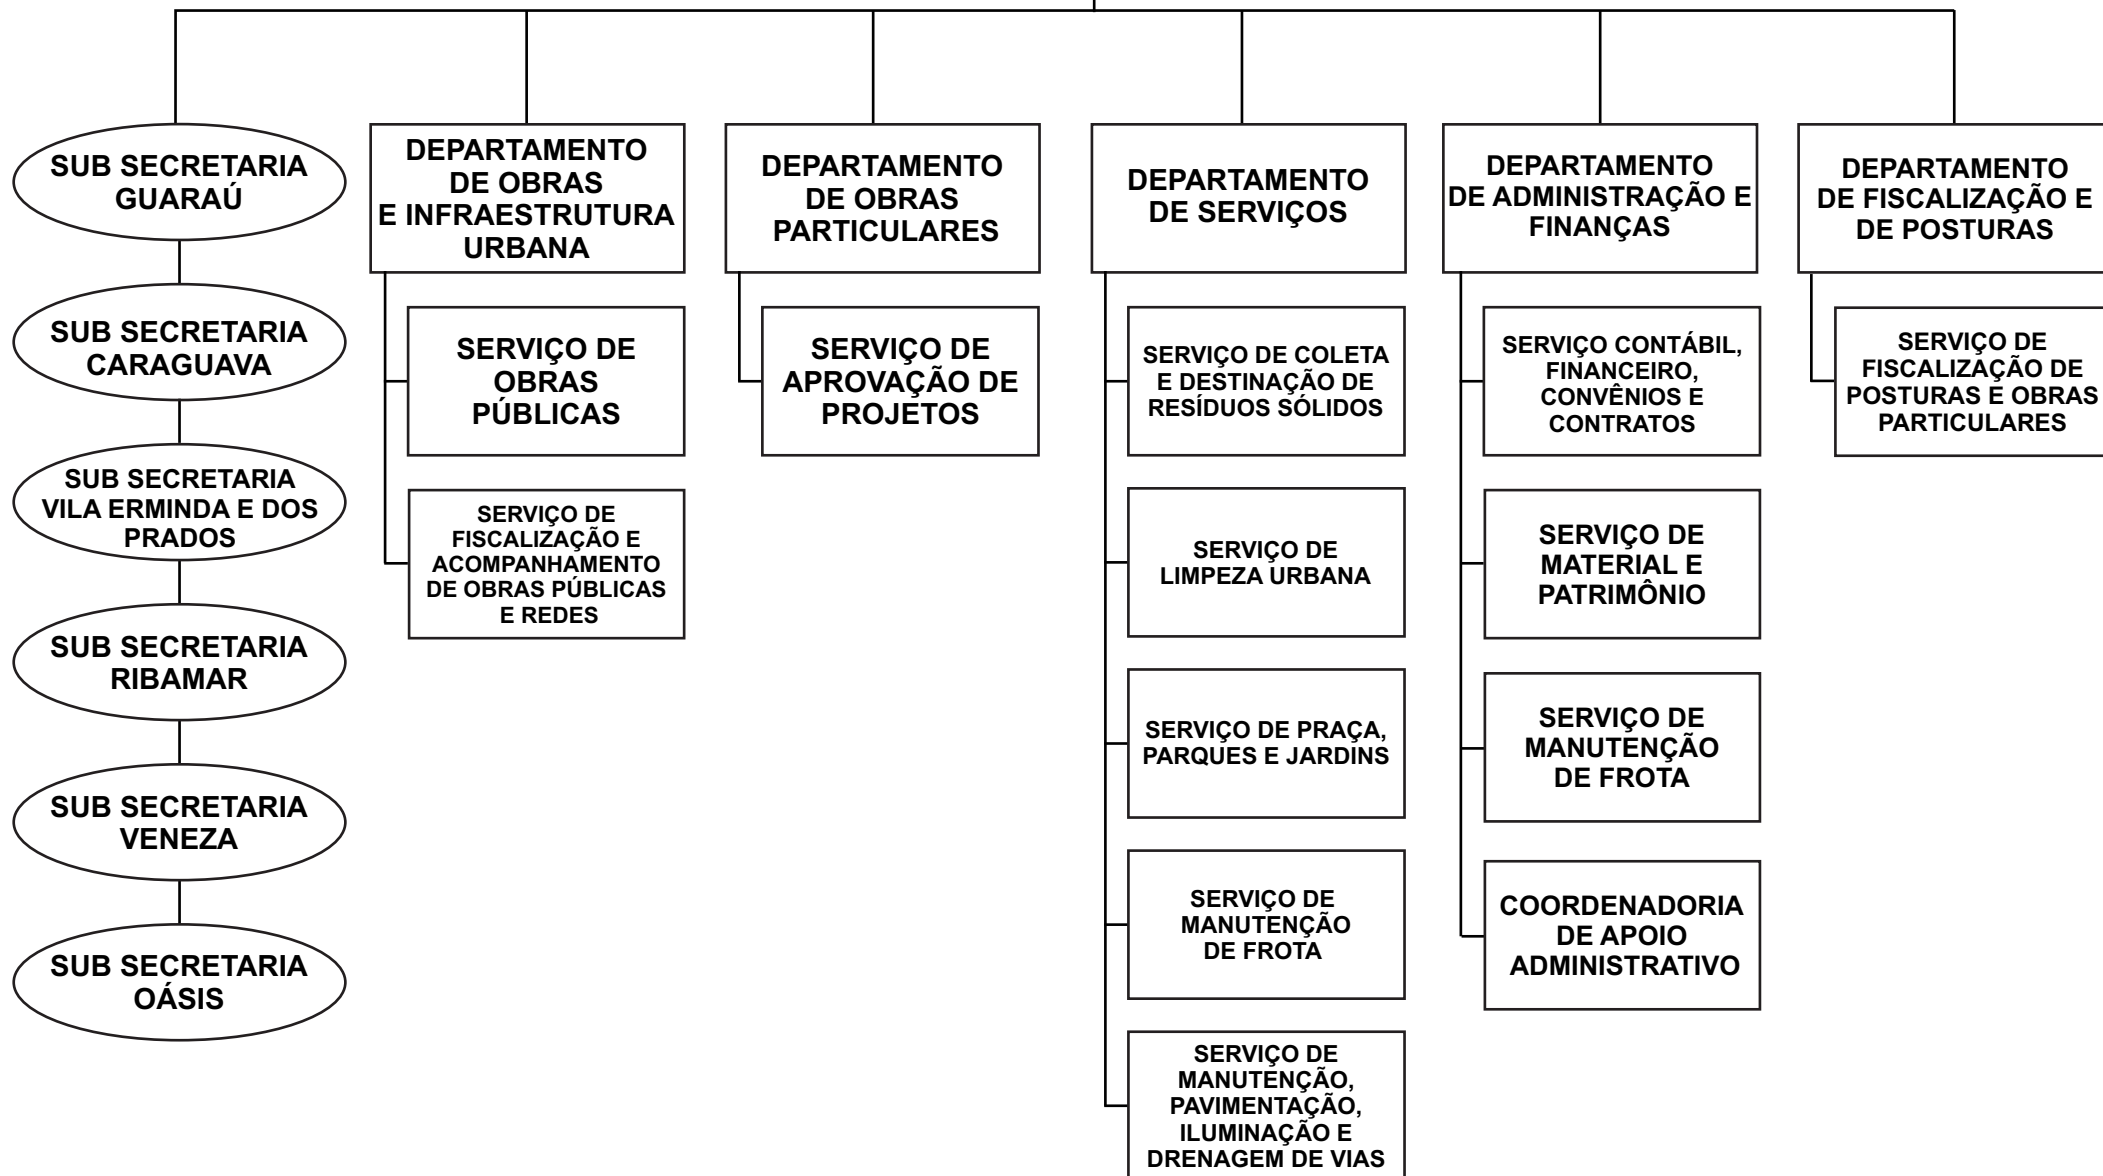 SUB SECRETARIA
GUARAÚ
SUB SECRETARIA
CARAGUAVA
SUB SECRETARIA
VILA ERMINDA E DOS
PRADOS
SUB SECRETARIA
RIBAMAR
SUB SECRETARIA
VENEZA
SUB SECRETARIA
OÁSIS
DEPARTAMENTO
DE OBRAS
E INFRAESTRUTURA
URBANA
SERVIÇO DE
OBRAS
PÚBLICAS
SERVIÇO DE
FISCALIZAÇÃO E
ACOMPANHAMENTO
DE OBRAS PÚBLICAS
E REDES
DEPARTAMENTO
DE OBRAS
PARTICULARES
SERVIÇO DE
APROVAÇÃO DE
PROJETOS
DEPARTAMENTO
DE SERVIÇOS
SERVIÇO DE COLETA
E DESTINAÇÃO DE
RESÍDUOS SÓLIDOS
SERVIÇO DE
LIMPEZA URBANA
SERVIÇO DE PRAÇA,
PARQUES E JARDINS
SERVIÇO DE
MANUTENÇÃO
DE FROTA
SERVIÇO DE
MANUTENÇÃO,
PAVIMENTAÇÃO,
ILUMINAÇÃO E
DRENAGEM DE VIAS
DEPARTAMENTO
DE ADMINISTRAÇÃO E
FINANÇAS
SERVIÇO CONTÁBIL,
FINANCEIRO,
CONVÊNIOS E
CONTRATOS
SERVIÇO DE
MATERIAL E
PATRIMÔNIO
SERVIÇO DE
MANUTENÇÃO
DE FROTA
COORDENADORIA
DE APOIO
ADMINISTRATIVO
DEPARTAMENTO
DE FISCALIZAÇÃO E
DE POSTURAS
SERVIÇO DE
FISCALIZAÇÃO DE
POSTURAS E OBRAS
PARTICULARES